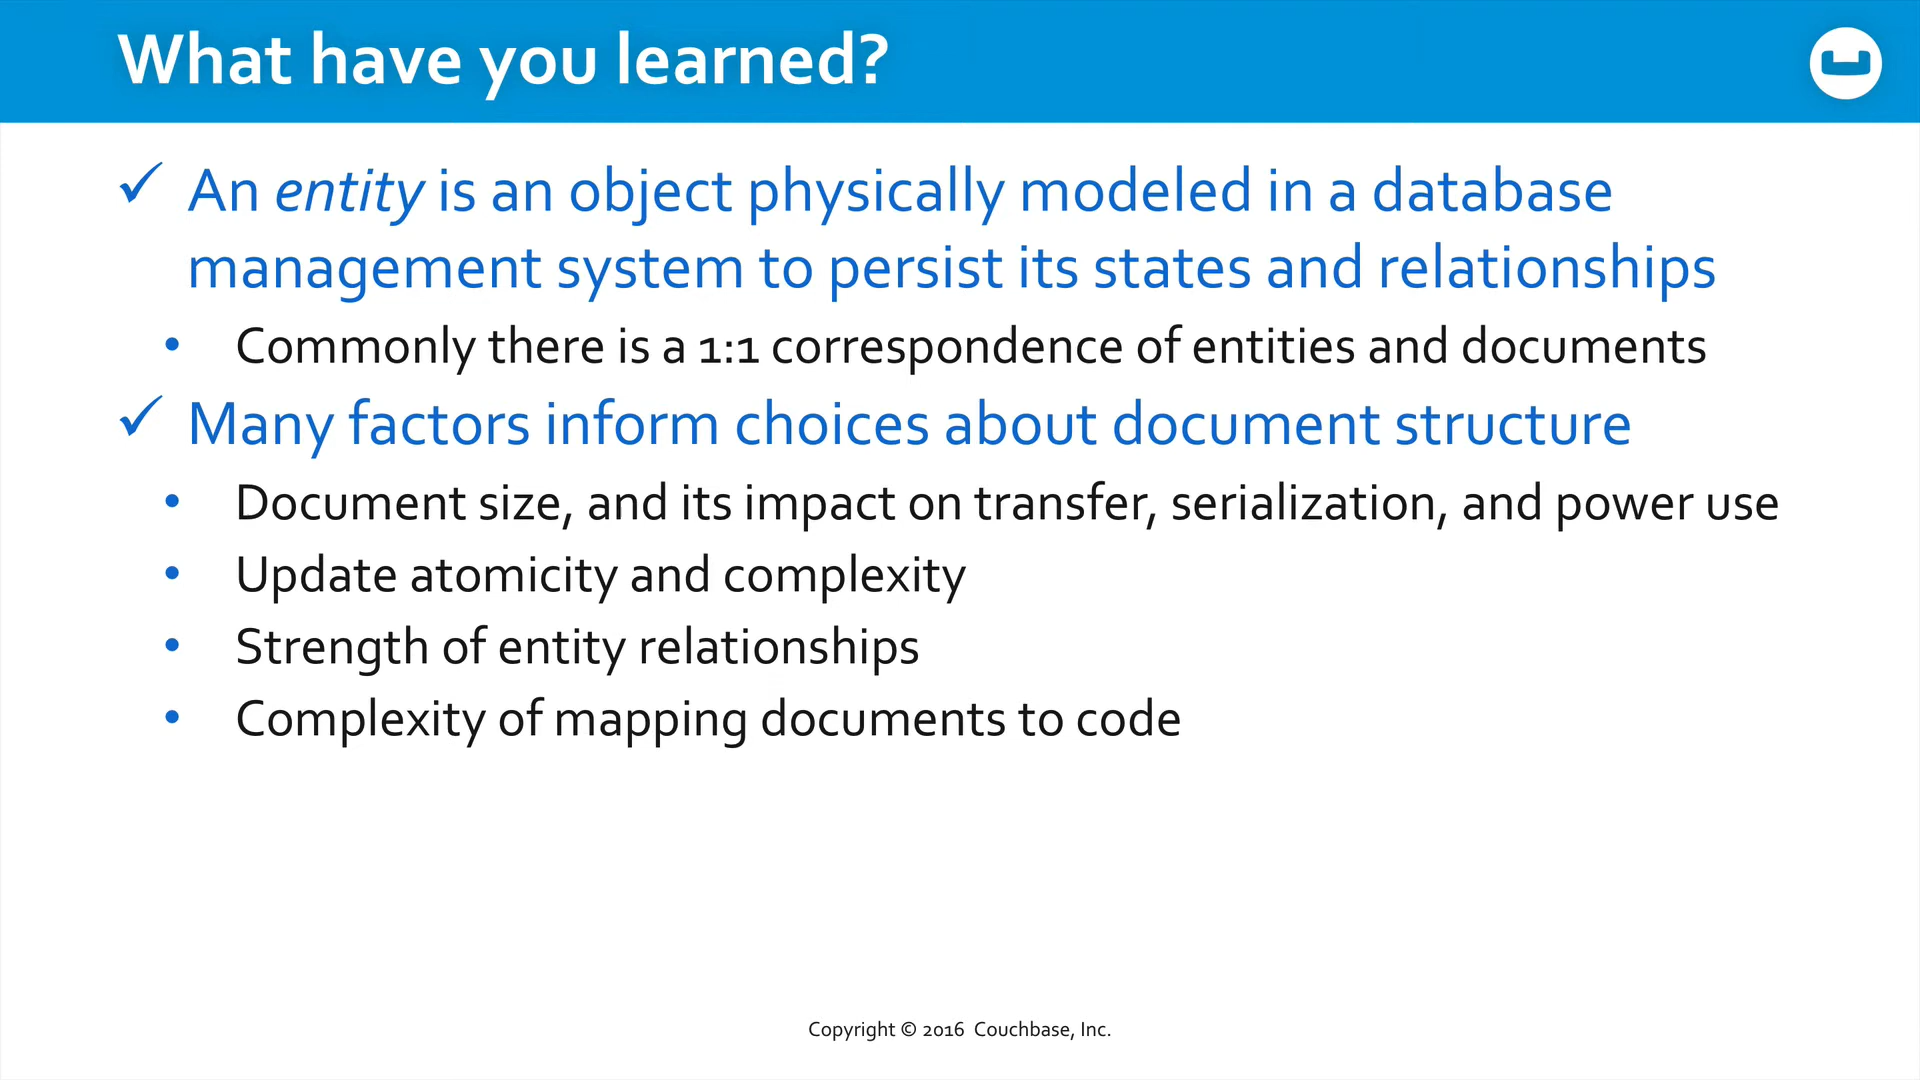 What have you learned?
✓ An entity is an object physically modeled in a database
management system to persist its states and relationships
• Commonly there is a 1:1 correspondence of entities and documents
✓ Many factors inform choices about document structure
• Document size, and its impact on transfer, serialization, and power use
• Update atomicity and complexity
• Strength of entity relationships
• Complexity of mapping documents to code
Copyright © 2016 Couchbase, Inc.